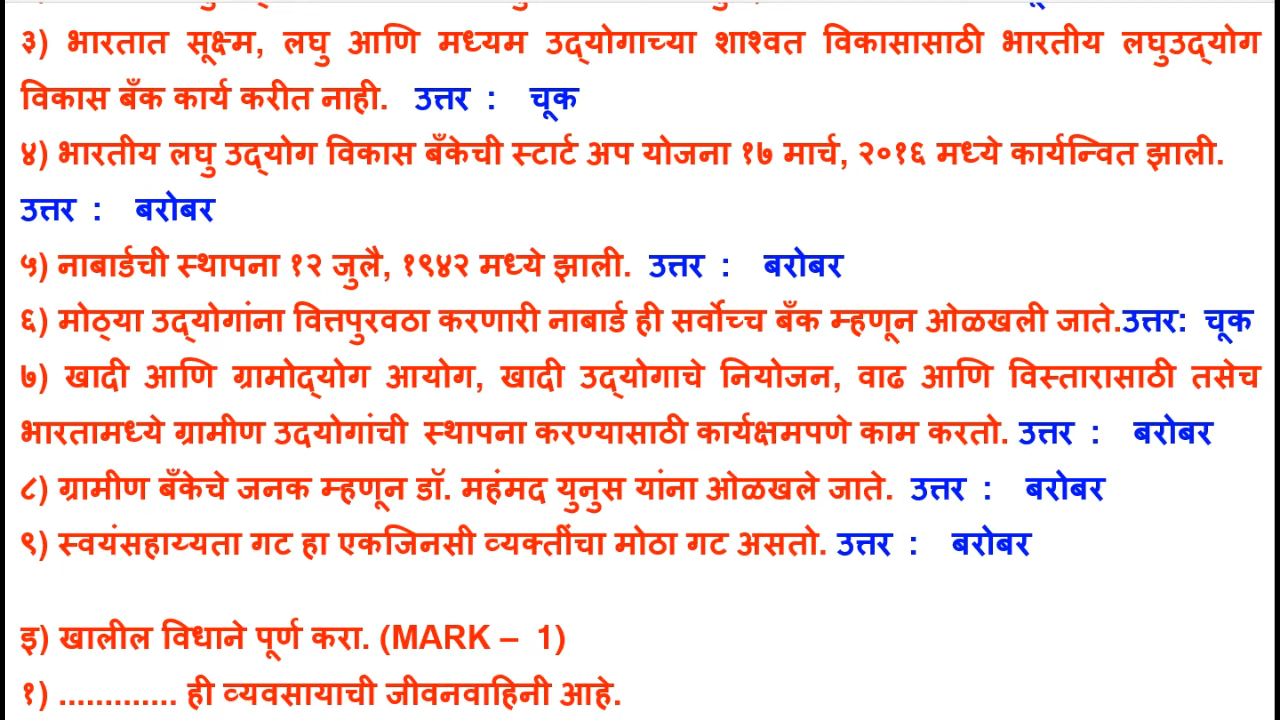 ३) भारतात सूक्ष्म, लघु आणि मध्यम उद्‌योगाच्या शाश्वत विकासासाठी भारतीय लघुउद्‌योग
विकास बँक कार्य करीत नाही. उत्तर : चूक
४) भारतीय लघु उद्‌योग विकास बँकेची स्टार्ट अप योजना १७ मार्च, २०१६ मध्ये कार्यान्वित झाली.
उत्तर : बरोबर
५) नाबार्डची स्थापना १२ जुलै, १९४२ मध्ये झाली. उत्तर : बरोबर
६) मोठ्या उद्‌योगांना वित्तपुरवठा करणारी नाबार्ड ही सर्वोच्च बँक म्हणून ओळखली जाते.उत्तर: चूक
७) खादी आणि ग्रामोद्‌योग आयोग, खादी उद्‌योगाचे नियोजन, वाढ आणि विस्तारासाठी तसेच
भारतामध्ये ग्रामीण उदयोगांची स्थापना करण्यासाठी कार्यक्षमपणे काम करतो. उत्तर : बरोबर
८) ग्रामीण बँकेचे जनक म्हणून डॉ. महंमद युनुस यांना ओळखले जाते. उत्तर : बरोबर
९) स्वयंसहाय्यता गट हा एकजिनसी व्यक्तींचा मोठा गट असतो. उत्तर : बरोबर
इ) खालील विधाने पूर्ण करा. (MARK – 1)
१) ............. ही व्यवसायाची जीवनवाहिनी आहे.